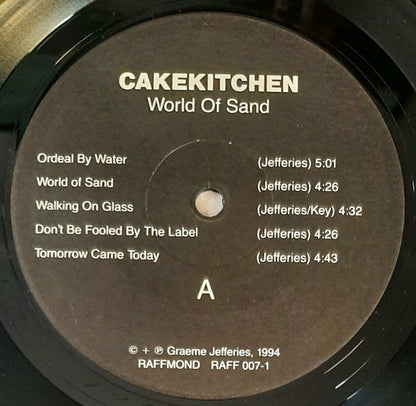 CAKEKITCHEN
World Of Sand
Ordeal By Water (Jefferies) 5:01
World of Sand (Jefferies) 4:26
Walking On Glass (Jefferies/Key) 4:32
Don't Be Fooled By The Label (Jefferies) 4:26
Tomorrow Came Today (Jefferies) 4:43
A
© + ℗ Graeme Jefferies, 1994
RAFFMOND RAFF 007-1